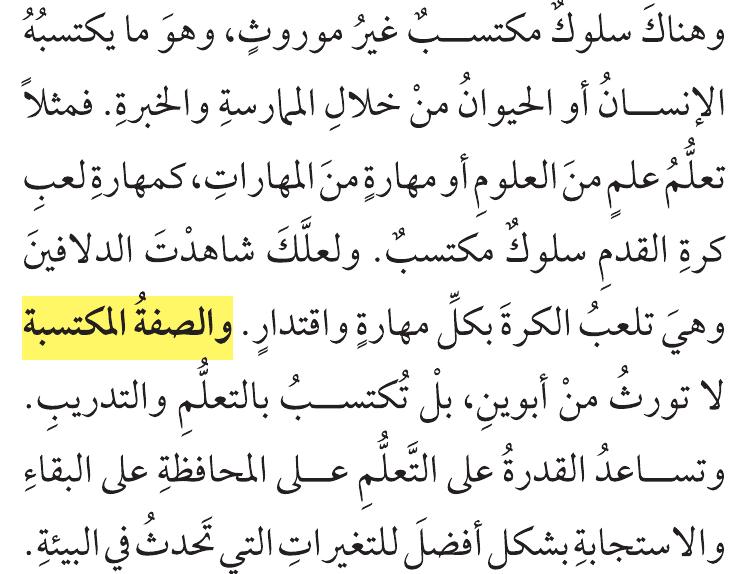 وهناكَ سلوكٌ مكتسبٌ غيرُ موروثٍ، وهوَ ما يكتسبُهُ
الإنسانُ أو الحيوانُ منْ خلالِ الممارسةِ والخبرةِ. فمثلاً
تعلُّمُ علمٍ منَ العلومِ أو مهارةٍ منَ المهاراتِ، كمهارةِ لعبِ
كرةِ القدمِ سلوكٌ مكتسبٌ. ولعلَّكَ شاهدْتَ الدلافينَ
وهيَ تلعبُ الكرةَ بكلِّ مهارةٍ واقتدارٍ. والصفةُ المكتسبة
لا تورثُ منْ أبوينِ، بلْ تُكتسبُ بالتعلُّمِ والتدريبِ.
وتساعدُ القدرةُ على التَّعلُّمِ على المحافظةِ على البقاءِ
والاستجابةِ بشكل أفضلَ للتغيراتِ التي تَحدثُ في البيئةِ.